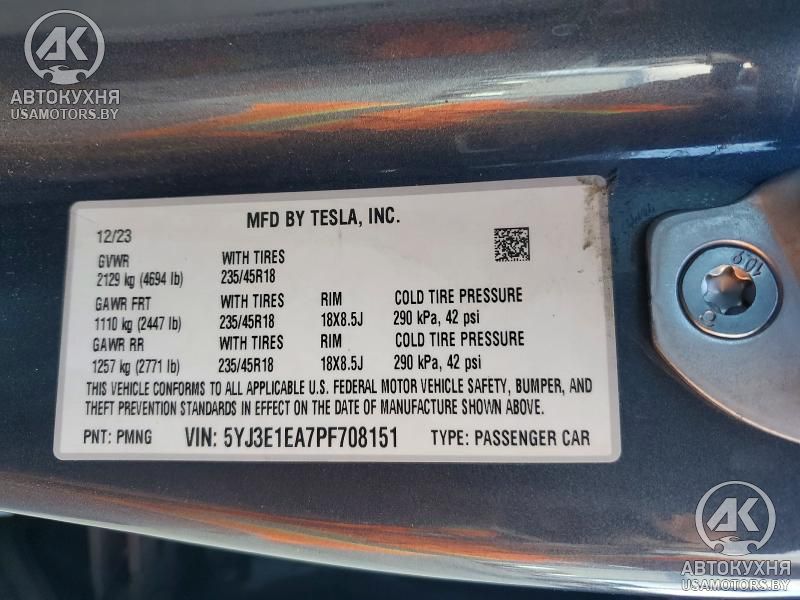 АК
АВТОКУХНЯ
USAMOTORS.BY
MFD BY TESLA, INC.
12/23
GVWR WITH TIRES
2129 kg (4694 lb) 235/45R18
GAWR FRT WITH TIRES RIM COLD TIRE PRESSURE
1110 kg (2447 lb) 235/45R18 18X8.5J 290 kPa, 42 psi
GAWR RR WITH TIRES RIM COLD TIRE PRESSURE
1257 kg (2771 lb) 235/45R18 18X8.5J 290 kPa, 42 psi
THIS VEHICLE CONFORMS TO ALL APPLICABLE U.S. FEDERAL MOTOR VEHICLE SAFETY, BUMPER, AND
THEFT PREVENTION STANDARDS IN EFFECT ON THE DATE OF MANUFACTURE SHOWN ABOVE.
PNT: PMNG VIN: 5YJ3E1EA7PF708151 TYPE: PASSENGER CAR
10.9
АК
АВТОКУХНЯ
USAMOTORS.BY